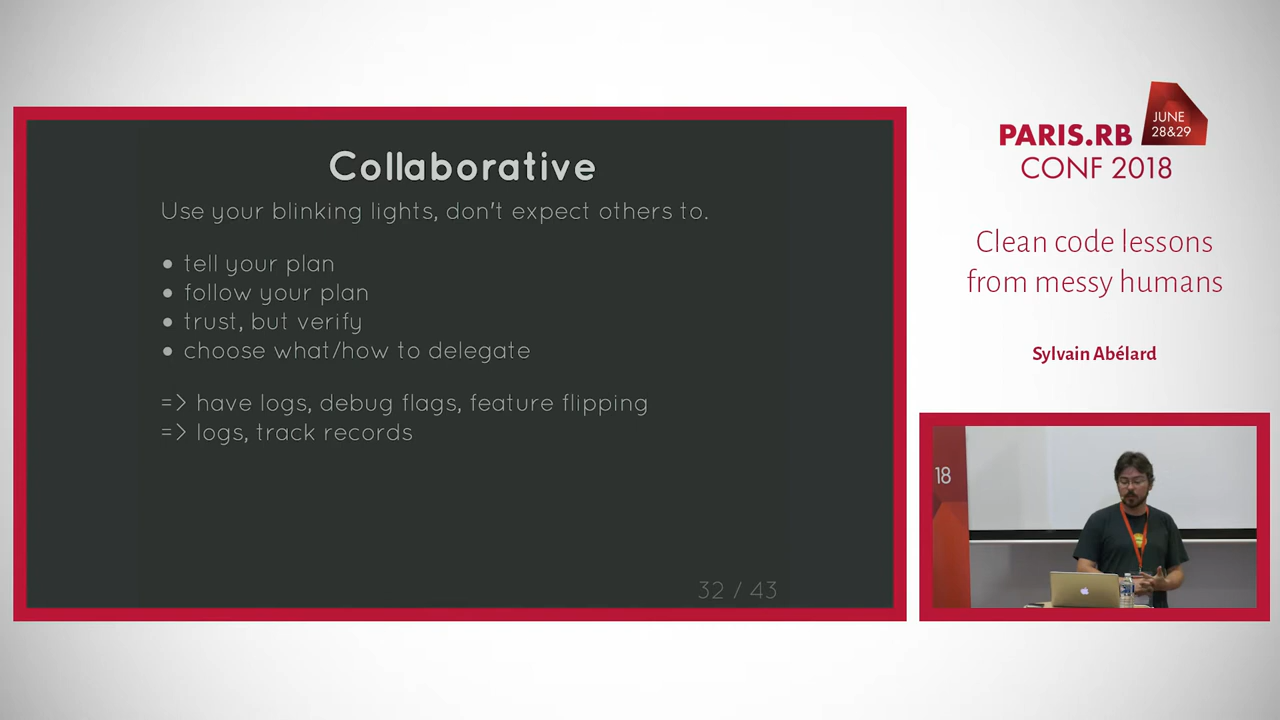 Collaborative
Use your blinking lights, don't expect others to.
• tell your plan
• follow your plan
• trust, but verify
• choose what/how to delegate
=> have logs, debug flags, feature flipping
=> logs, track records
32 / 43
JUNE
28&29
PARIS.RB
CONF 2018
Clean code lessons
from messy humans
Sylvain Abélard
18